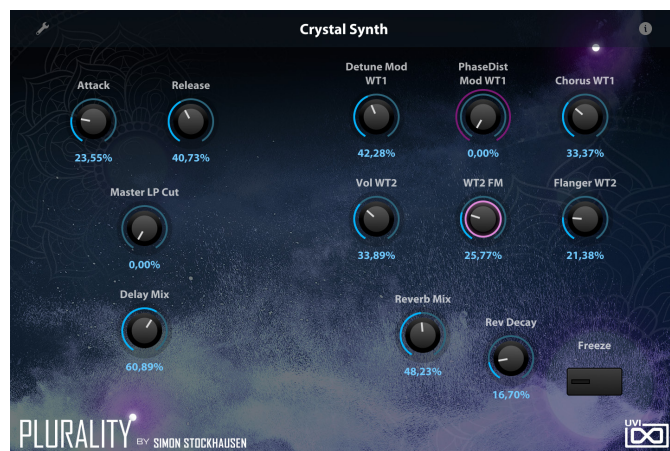 Crystal Synth
i
Attack
Release
Detune Mod
WT1
PhaseDist
Mod WT1
Chorus WT1
23,55%
40,73%
42,28%
0,00%
33,37%
Master LP Cut
Vol WT2
WT2 FM
Flanger WT2
0,00%
33,89%
25,77%
21,38%
Delay Mix
Reverb Mix
Rev Decay
Freeze
60,89%
48,23%
16,70%
PLURALITY BY SIMON STOCKHAUSEN
UVI